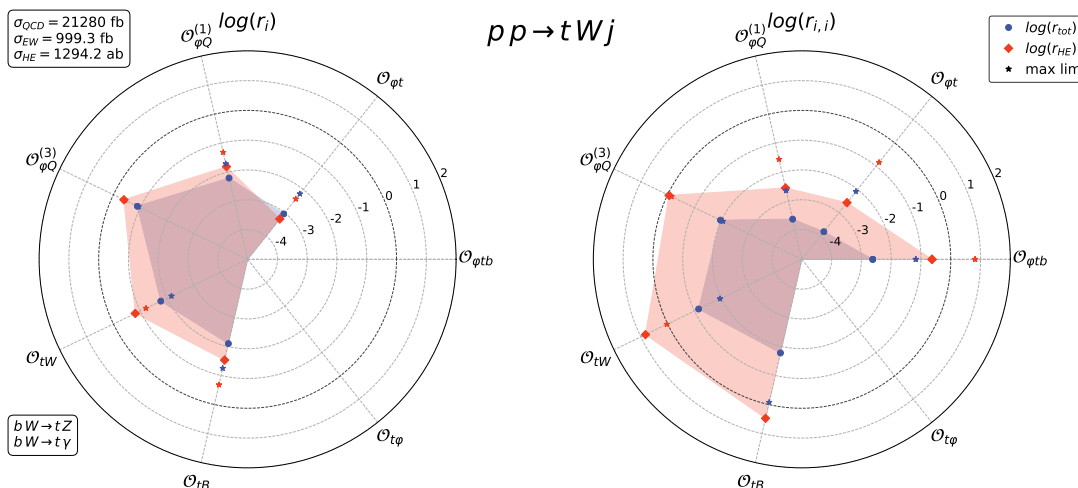 σ_QCD = 21280 fb
σ_EW = 999.3 fb
σ_HE = 1294.2 ab
log(r_i)
p p → t W j
log(r_{i,i})
log(r_tot)
log(r_HE)
max lim
𝒪_φQ^(1)
𝒪_φt
𝒪_φQ^(3)
𝒪_φtb
𝒪_tW
𝒪_tφ
𝒪_tB
2
1
0
-1
-2
-3
-4
b W → t Z
b W → t γ
𝒪_φQ^(1)
𝒪_φt
𝒪_φQ^(3)
𝒪_φtb
𝒪_tW
𝒪_tφ
𝒪_tB
2
1
0
-1
-2
-3
-4